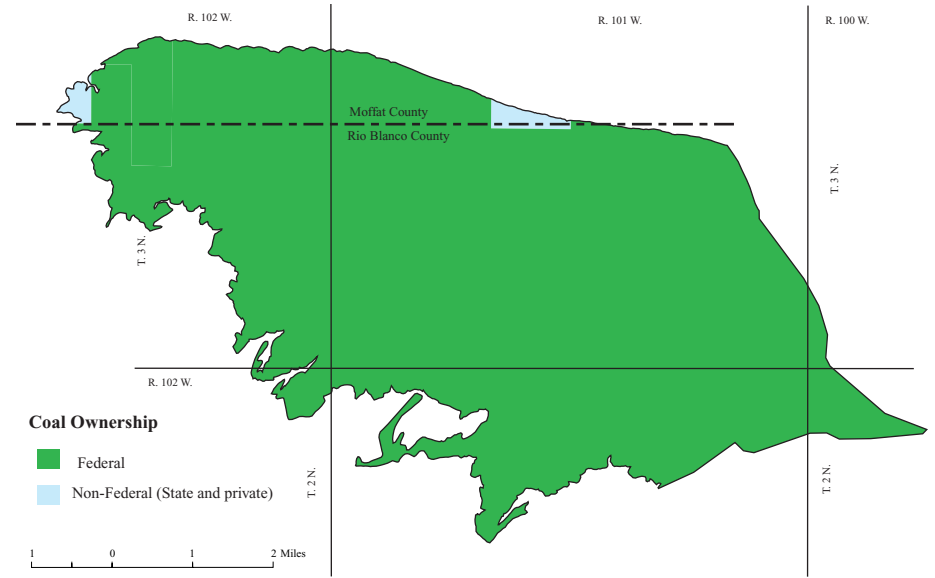 R. 102 W.
R. 101 W.
R. 100 W.
Moffat County
Rio Blanco County
T. 3 N.
T. 3 N.
R. 102 W.
Coal Ownership
Federal
Non-Federal (State and private)
T. 2 N.
T. 2 N.
1 0 1 2 Miles